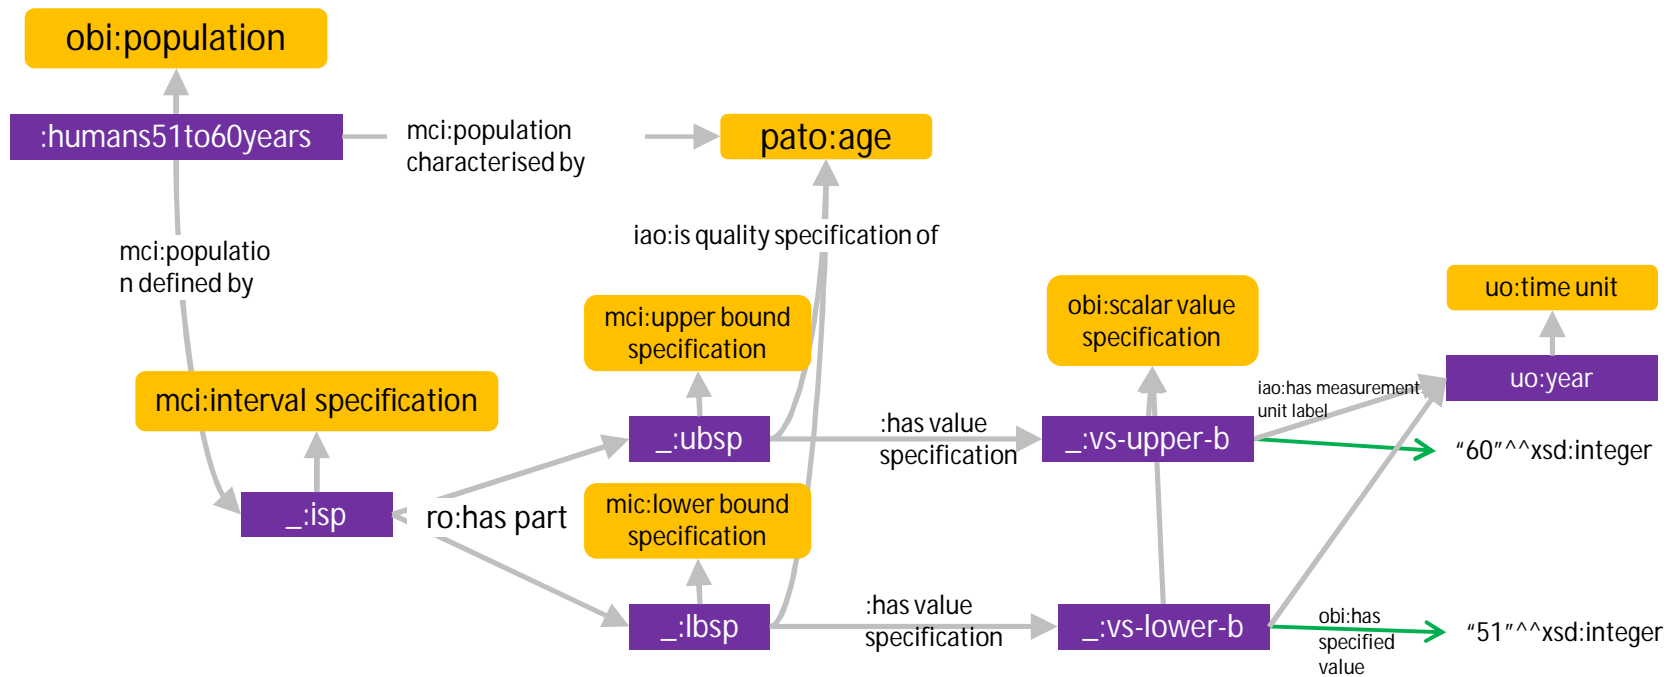 obi:population
:humans51to60years
mci:population
characterised by
pato:age
mci:populatio
n defined by
iao:is quality specification of
mci:upper bound
specification
obi:scalar value
specification
uo:time unit
mci:interval specification
iao:has measurement
unit label
uo:year
_:ubsp
:has value
specification
_:vs-upper-b
“60”^^xsd:integer
_:isp
ro:has part
mic:lower bound
specification
_:lbsp
:has value
specification
_:vs-lower-b
obi:has
specified
value
“51”^^xsd:integer